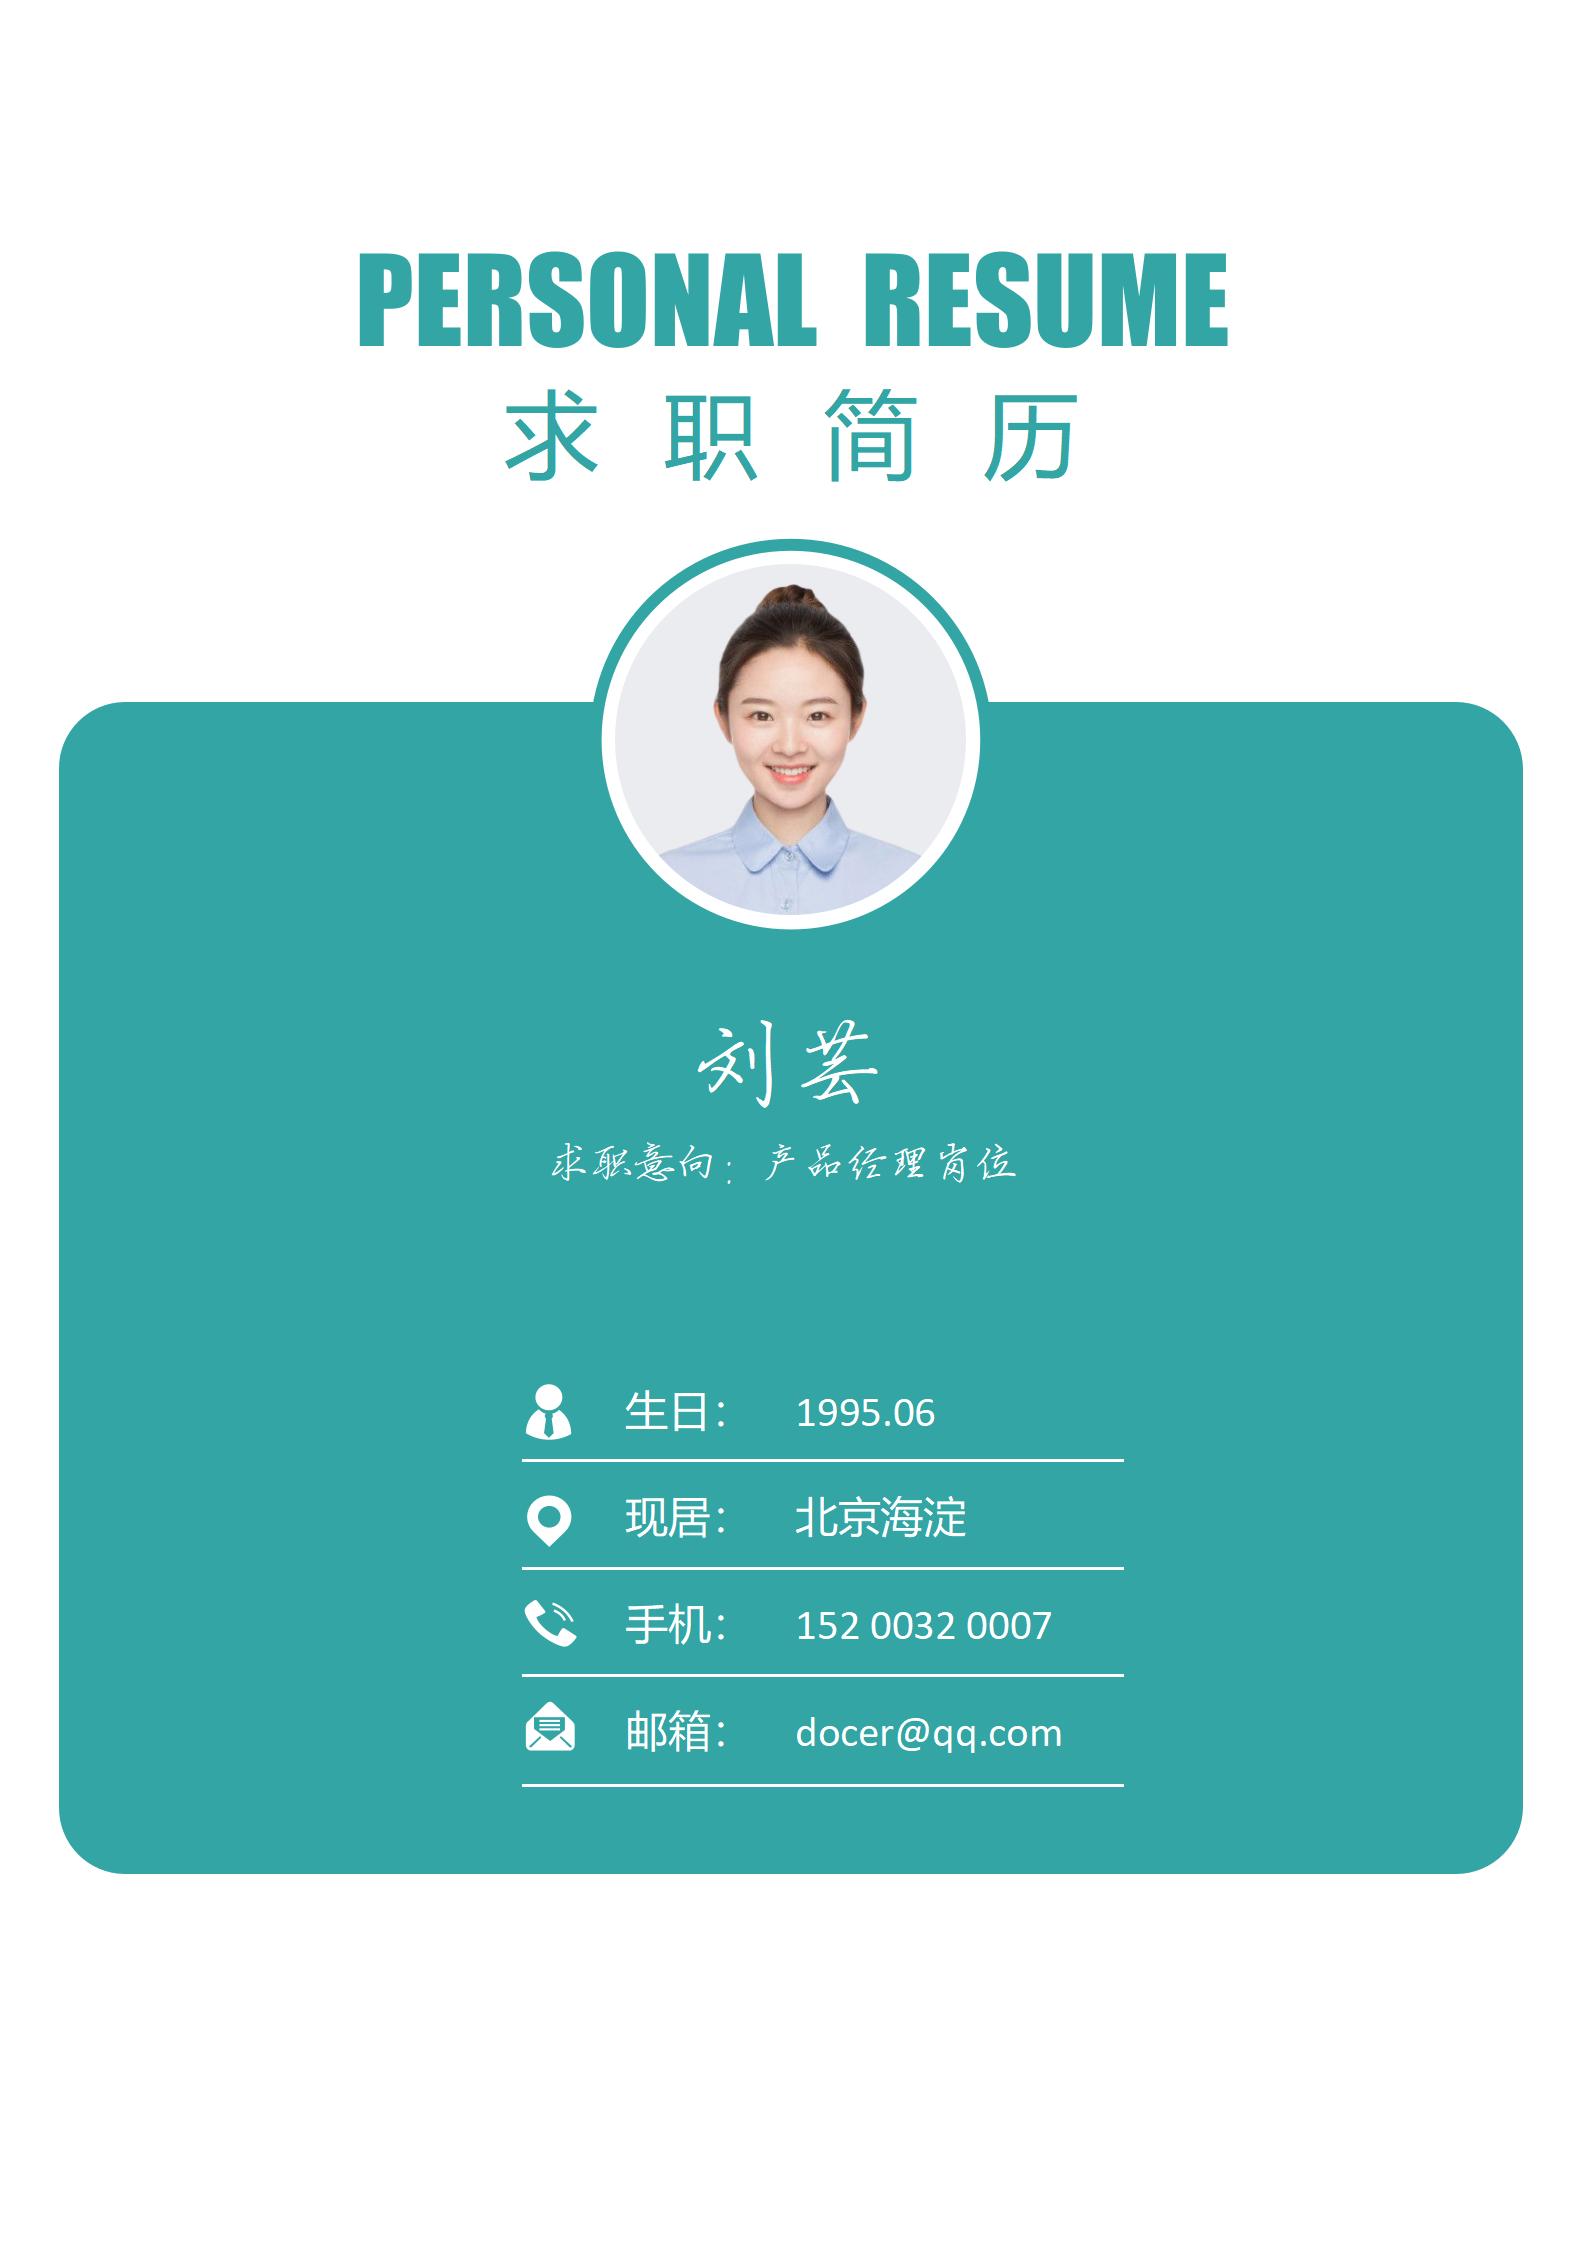 PERSONAL RESUME
求职简历
刘芸
求职意向：产品经理岗位
生日： 1995.06
现居： 北京海淀
手机： 152 0032 0007
邮箱： docer@qq.com